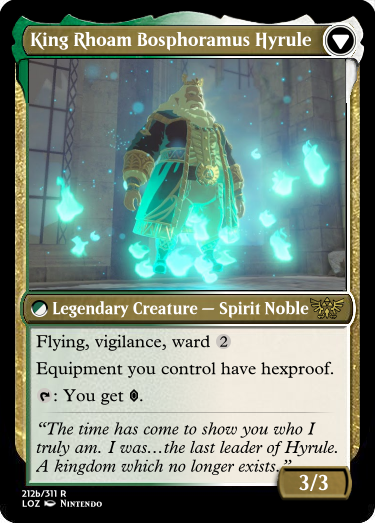 King Rhoam Bosphoramus Hyrule
Legendary Creature — Spirit Noble
Flying, vigilance, ward 2
Equipment you control have hexproof.
: You get .
“The time has come to show you who I
truly am. I was…the last leader of Hyrule.
A kingdom which no longer exists.”
3/3
212b/311 R
LOZ Nintendo